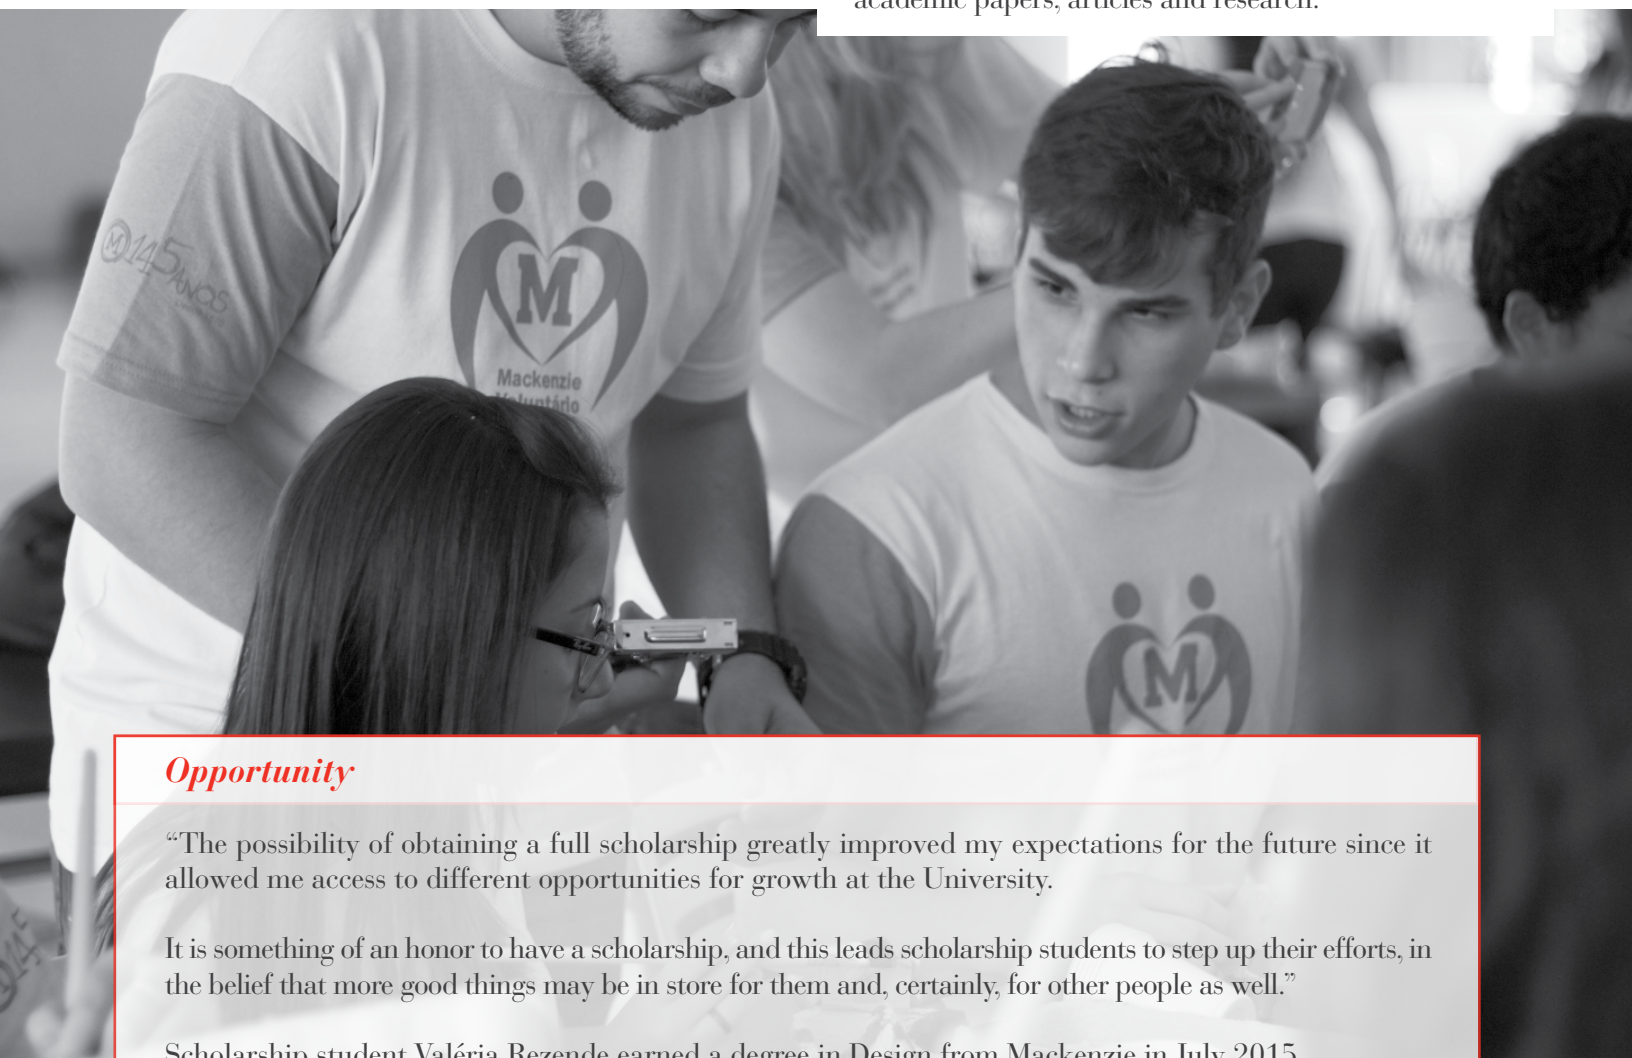 academic papers, articles and research.
M 145 ANOS
M
Mackenzie
Voluntário
M
Opportunity
“The possibility of obtaining a full scholarship greatly improved my expectations for the future since it
allowed me access to different opportunities for growth at the University.
It is something of an honor to have a scholarship, and this leads scholarship students to step up their efforts, in
the belief that more good things may be in store for them and, certainly, for other people as well.”
Scholarship student Valéria Rezende earned a degree in Design from Mackenzie in July 2015.